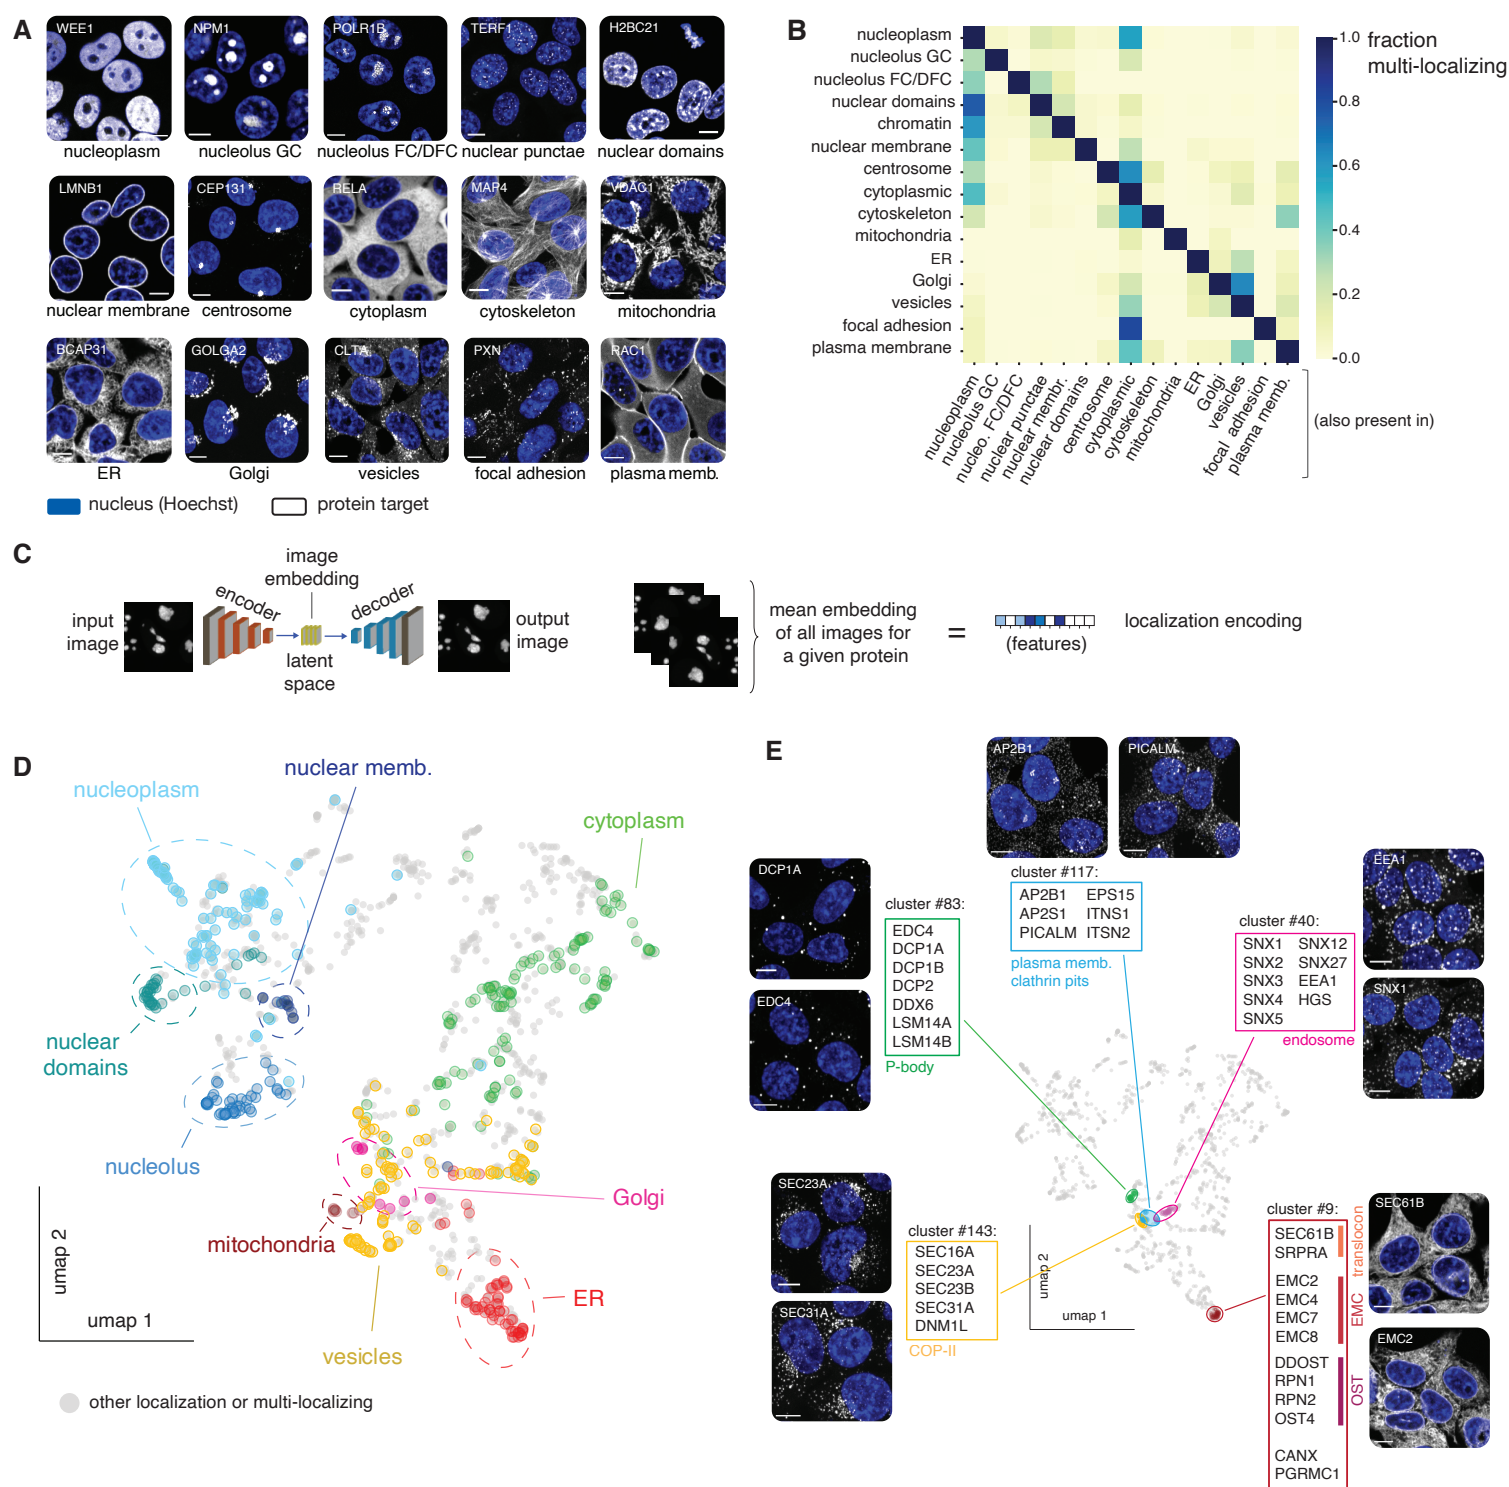 A
WEE1
NPM1
POLR1B
TERF1
H2BC21
nucleoplasm
nucleolus GC
nucleolus FC/DFC
nuclear punctae
nuclear domains
LMNB1
CEP131
RELA
MAP4
VDAC1
nuclear membrane
centrosome
cytoplasm
cytoskeleton
mitochondria
BCAP31
GOLGA2
CLTA
PXN
RAC1
ER
Golgi
vesicles
focal adhesion
plasma memb.
nucleus (Hoechst)
protein target
B
nucleoplasm
nucleolus GC
nucleolus FC/DFC
nuclear domains
chromatin
nuclear membrane
centrosome
cytoplasmic
cytoskeleton
mitochondria
ER
Golgi
vesicles
focal adhesion
plasma membrane
nucleoplasm
nucleolus GC
nucleo. FC/DFC
nuclear punctae
nuclear membr.
nuclear domains
centrosome
cytoplasmic
cytoskeleton
mitochondria
ER
Golgi
vesicles
focal adhesion
plasma memb.
(also present in)
1.0
0.8
0.6
0.4
0.2
0.0
fraction
multi-localizing
C
input
image
encoder
image
embedding
latent
space
decoder
output
image
mean embedding
of all images for
a given protein
=
(features)
localization encoding
D
nucleoplasm
nuclear memb.
cytoplasm
nuclear
domains
nucleolus
Golgi
mitochondria
ER
vesicles
umap 2
umap 1
other localization or multi-localizing
E
AP2B1
PICALM
DCP1A
EDC4
cluster #83:
EDC4
DCP1A
DCP1B
DCP2
DDX6
LSM14A
LSM14B
P-body
cluster #117:
AP2B1 EPS15
AP2S1 ITNS1
PICALM ITSN2
plasma memb.
clathrin pits
cluster #40:
SNX1 SNX12
SNX2 SNX27
SNX3 EEA1
SNX4 HGS
SNX5
endosome
EEA1
SNX1
SEC23A
SEC31A
cluster #143:
SEC16A
SEC23A
SEC23B
SEC31A
DNM1L
COP-II
umap 2
umap 1
cluster #9:
SEC61B
SRPRA
translocon
EMC2
EMC4
EMC7
EMC8
EMC
DDOST
RPN1
RPN2
OST4
OST
CANX
PGRMC1
SEC61B
EMC2